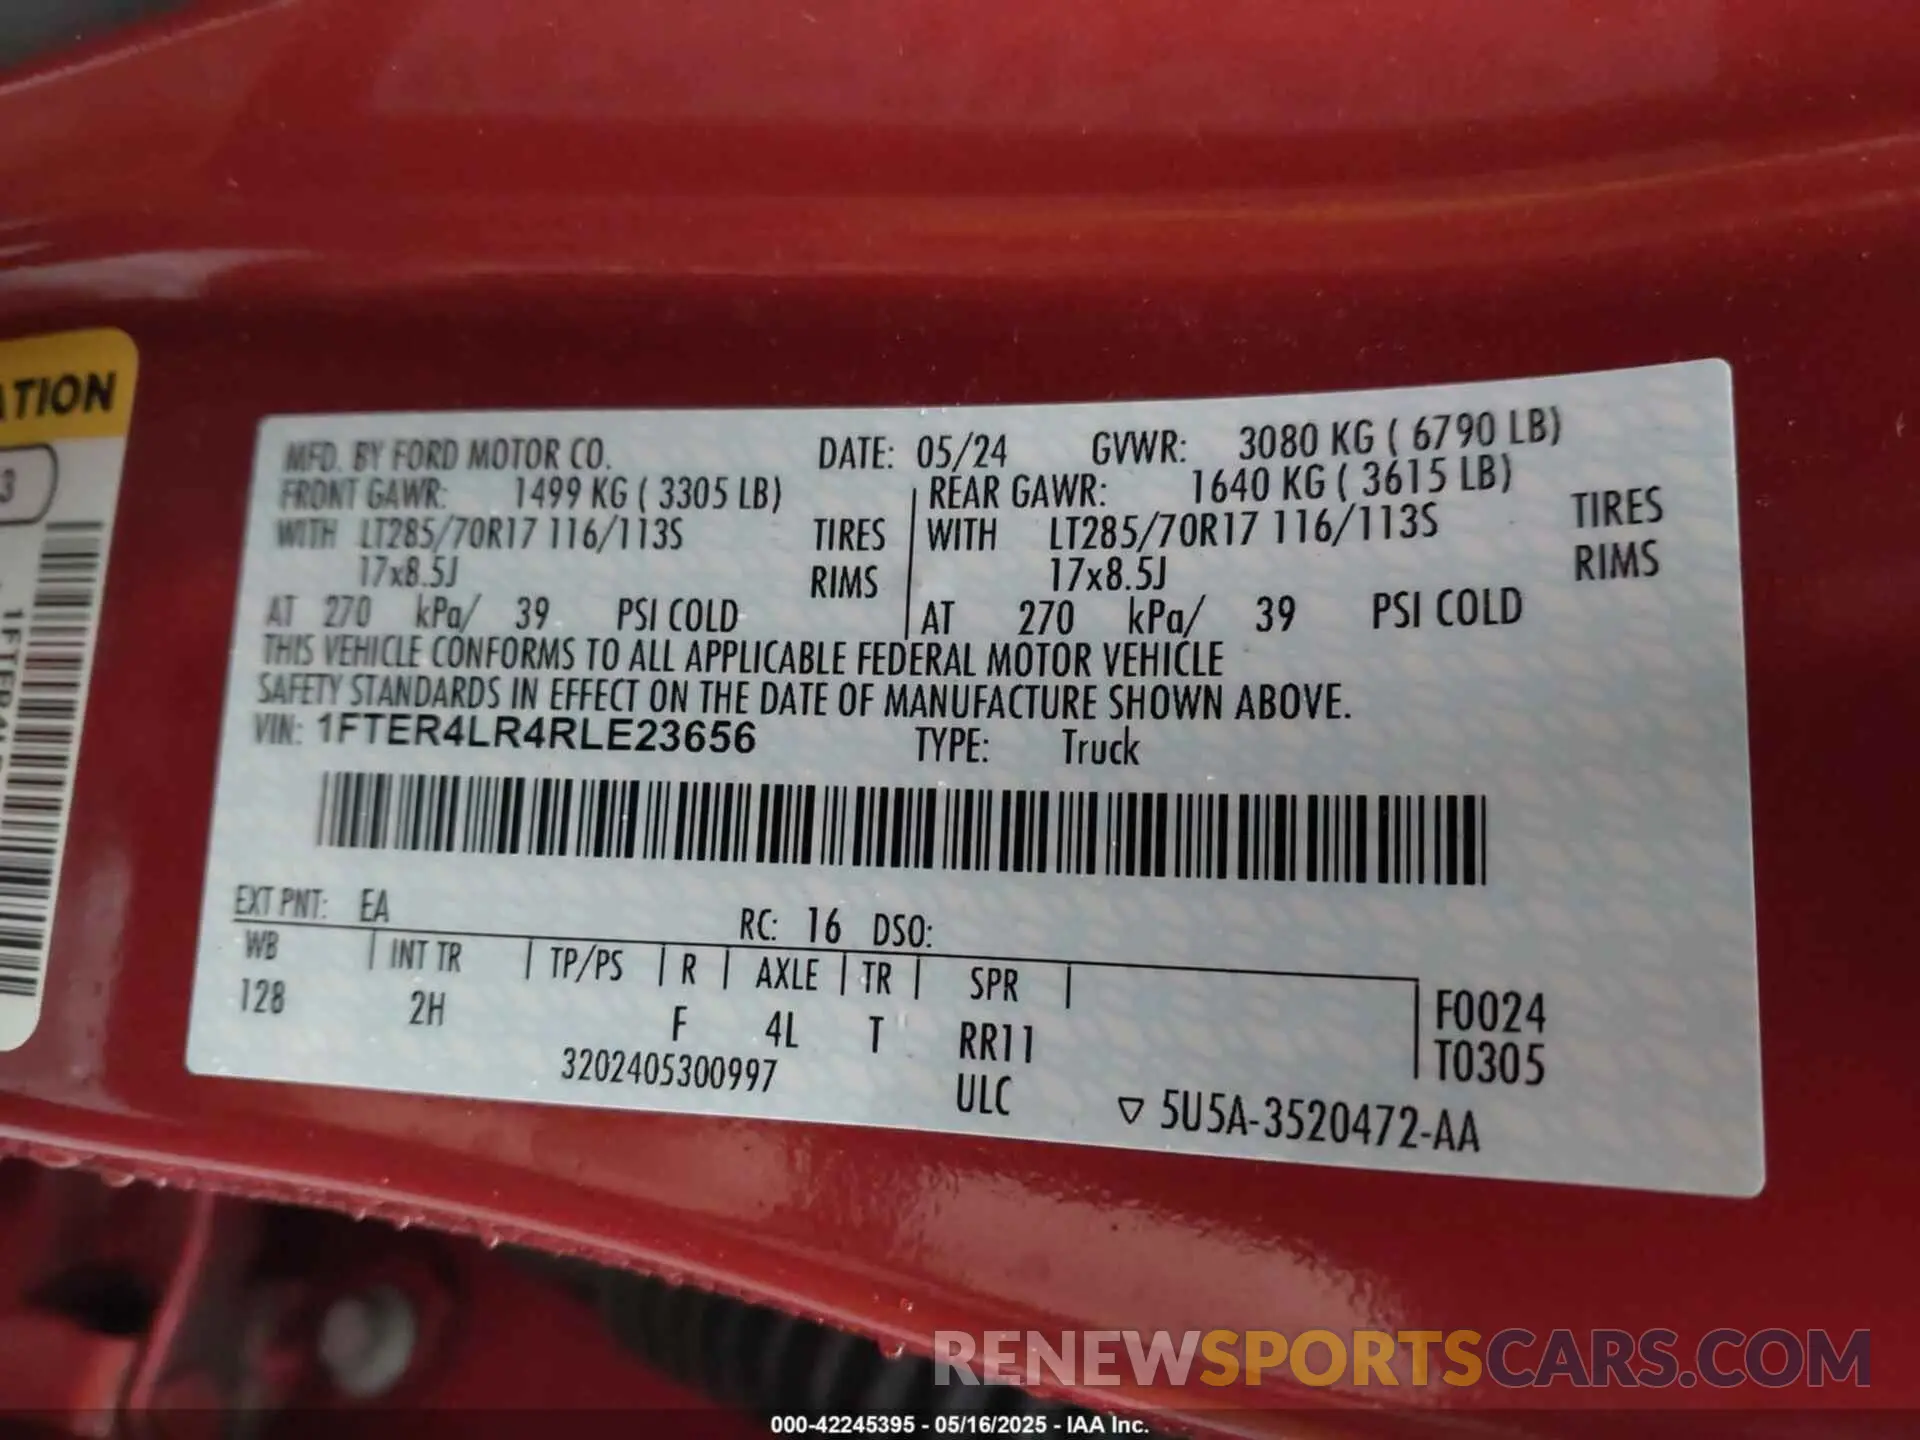 ATION
3
1FTER4L
MFD. BY FORD MOTOR CO. DATE: 05/24 GVWR: 3080 KG ( 6790 LB)
FRONT GAWR: 1499 KG ( 3305 LB) REAR GAWR: 1640 KG ( 3615 LB)
WITH LT285/70R17 116/113S TIRES WITH LT285/70R17 116/113S TIRES
17x8.5J RIMS 17x8.5J RIMS
AT 270 kPa/ 39 PSI COLD AT 270 kPa/ 39 PSI COLD
THIS VEHICLE CONFORMS TO ALL APPLICABLE FEDERAL MOTOR VEHICLE
SAFETY STANDARDS IN EFFECT ON THE DATE OF MANUFACTURE SHOWN ABOVE.
VIN: 1FTER4LR4RLE23656 TYPE: Truck
EXT PNT: EA RC: 16 DSO:
WB INT TR TP/PS R AXLE TR SPR
128 2H F 4L T RR11 F0024
3202405300997 ULC T0305
▽ 5U5A-3520472-AA
RENEWSPORTSCARS.COM
000-42245395 - 05/16/2025 - IAA Inc.